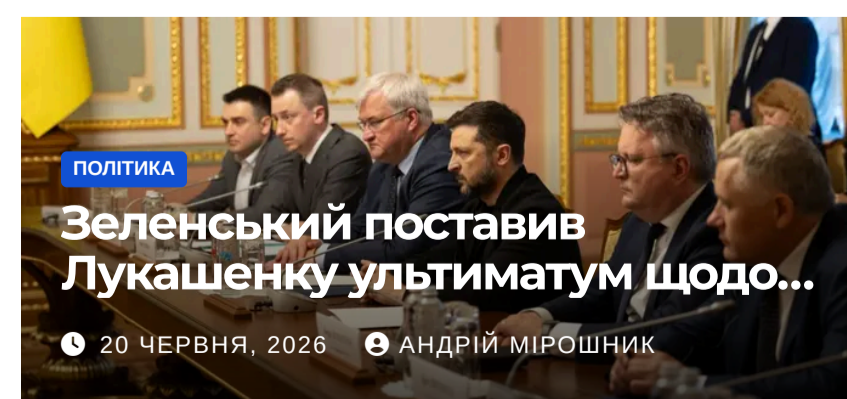 ПОЛІТИКА
Зеленський поставив
Лукашенку ультиматум щодо...
20 ЧЕРВНЯ, 2026 АНДРІЙ МІРОШНИК